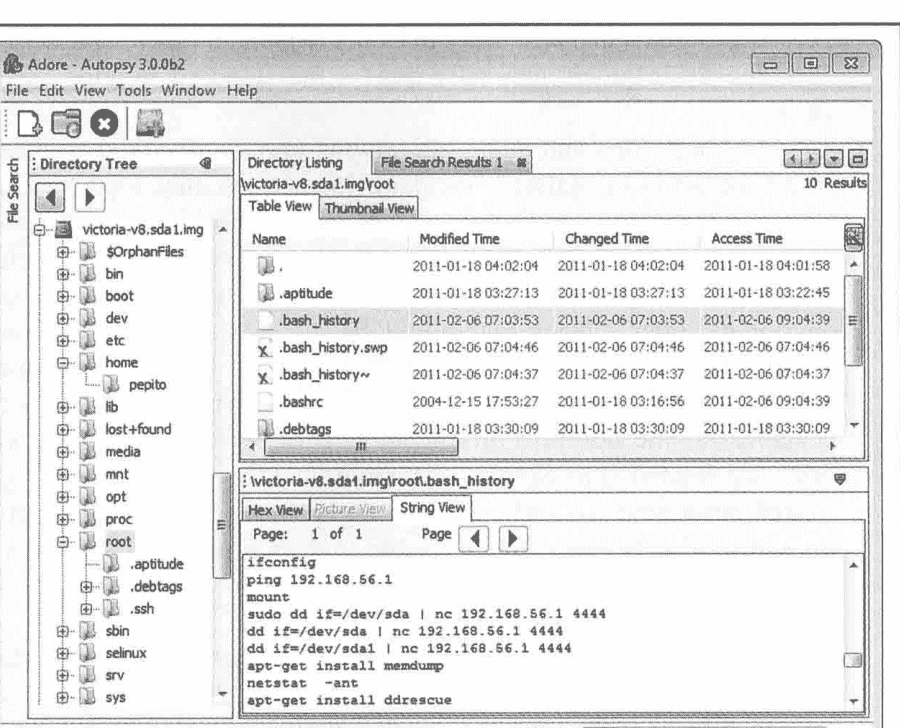 Adore - Autopsy 3.0.0b2
File Edit View Tools Window Help
File Search
Directory Tree
victoria-v8.sda1.img
$OrphanFiles
bin
boot
dev
etc
home
pepito
lib
lost+found
media
mnt
opt
proc
root
.aptitude
.debtags
.ssh
sbin
selinux
srv
sys
Directory Listing File Search Results 1
\victoria-v8.sda1.img\root 10 Results
Table View Thumbnail View
Name Modified Time Changed Time Access Time
. 2011-01-18 04:02:04 2011-01-18 04:02:04 2011-01-18 04:01:58
.aptitude 2011-01-18 03:27:13 2011-01-18 03:27:13 2011-01-18 03:22:45
.bash_history 2011-02-06 07:03:53 2011-02-06 07:03:53 2011-02-06 09:04:39
.bash_history.swp 2011-02-06 07:04:46 2011-02-06 07:04:46 2011-02-06 07:04:46
.bash_history~ 2011-02-06 07:04:37 2011-02-06 07:04:37 2011-02-06 07:04:37
.bashrc 2004-12-15 17:53:27 2011-01-18 03:16:56 2011-02-06 09:04:39
.debtags 2011-01-18 03:30:09 2011-01-18 03:30:09 2011-01-18 03:30:09
\victoria-v8.sda1.img\root\.bash_history
Hex View Picture View String View
Page: 1 of 1 Page
ifconfig
ping 192.168.56.1
mount
sudo dd if=/dev/sda | nc 192.168.56.1 4444
dd if=/dev/sda | nc 192.168.56.1 4444
dd if=/dev/sda1 | nc 192.168.56.1 4444
apt-get install memdump
netstat -ant
apt-get install ddrescue